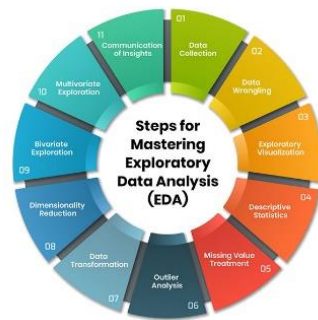 Steps for
Mastering
Exploratory
Data Analysis
(EDA)
01
Data
Collection
02
Data
Wrangling
03
Exploratory
Visualization
04
Descriptive
Statistics
Missing Value
Treatment
05
Outlier
Analysis
06
Data
Transformation
07
Dimensionality
Reduction
08
Bivariate
Exploration
09
Multivariate
Exploration
10
11
Communication
of Insights